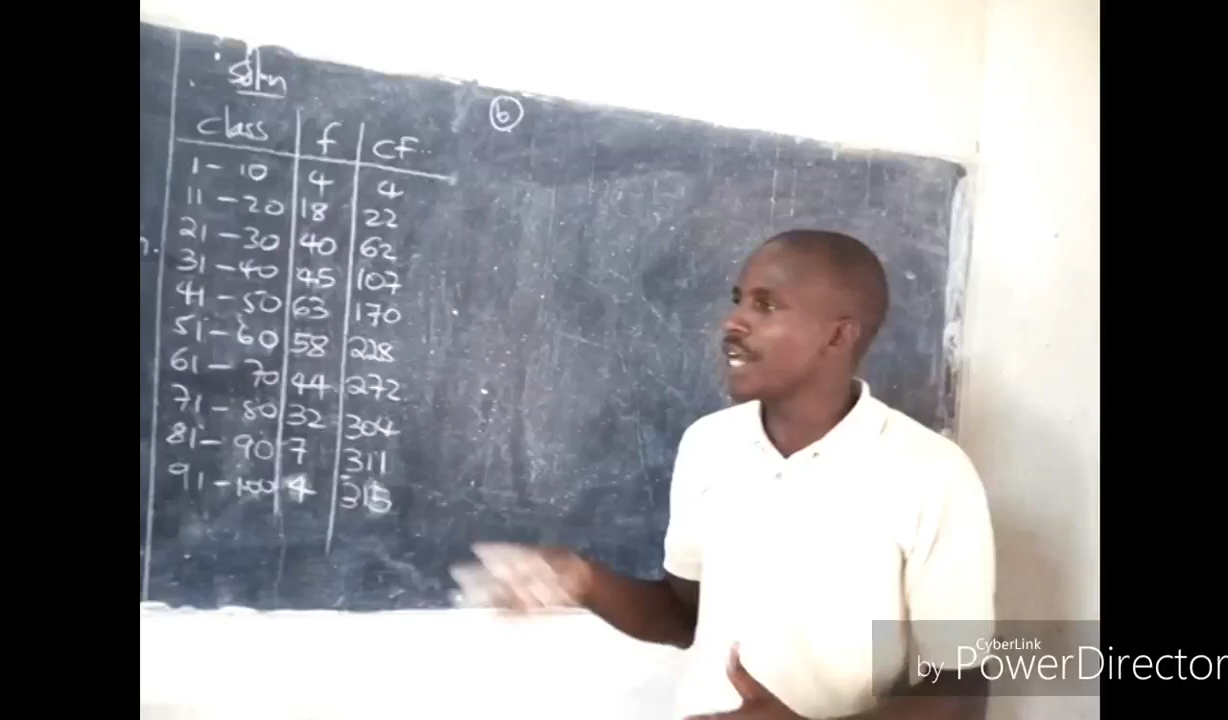 Soln
class f cf
1 - 10 4 4
11 - 20 18 22
21 - 30 40 62
31 - 40 45 107
41 - 50 63 170
51 - 60 58 228
61 - 70 44 272
71 - 80 32 304
81 - 90 7 311
91 - 100 4 315
b
CyberLink
by PowerDirector